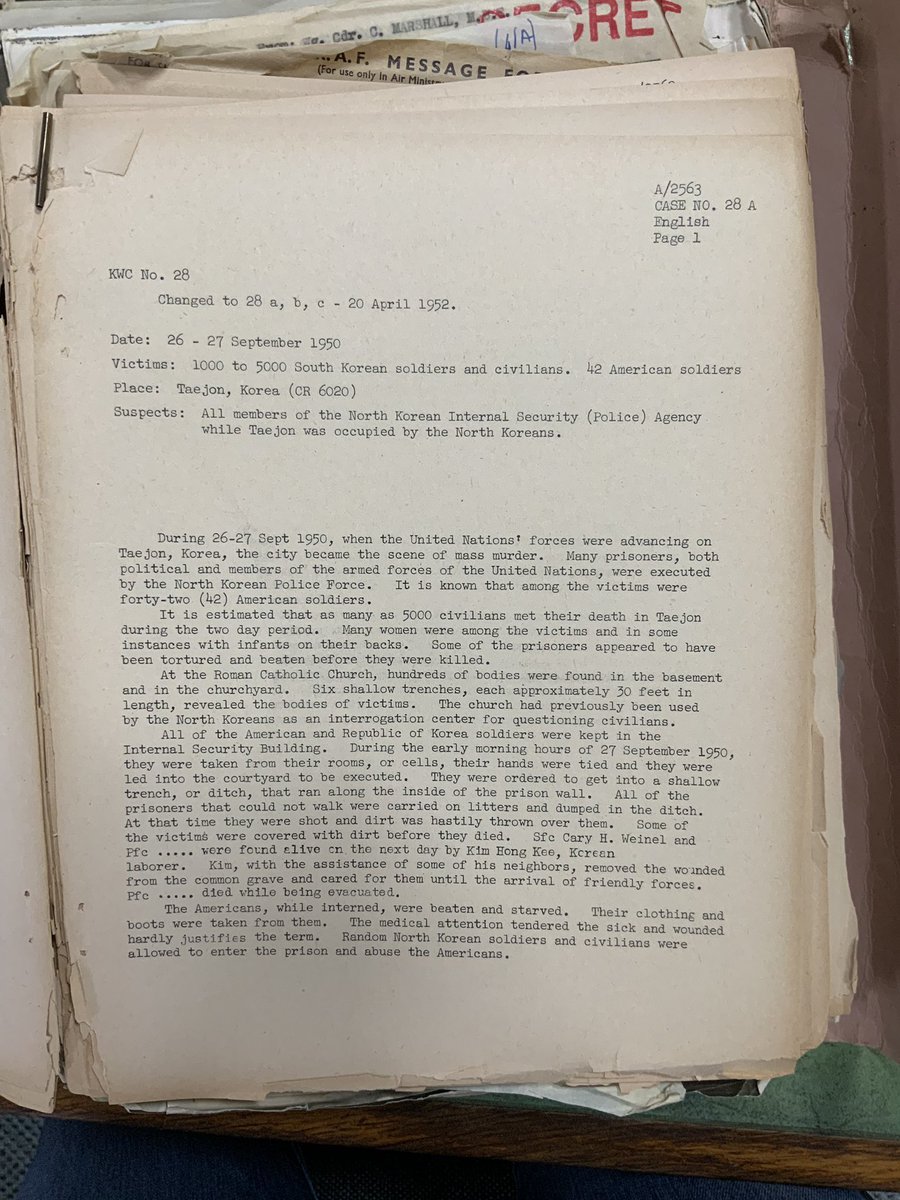 Cdr. C. MARSHALL, M.
(4A)
CRE
A. F. MESSAGE FO
(For use only in Air Minist
A/2563
CASE NO. 28 A
English
Page 1
KWC No. 28
Changed to 28 a, b, c - 20 April 1952.
Date: 26 - 27 September 1950
Victims: 1000 to 5000 South Korean soldiers and civilians. 42 American soldiers
Place: Taejon, Korea (CR 6020)
Suspects: All members of the North Korean Internal Security (Police) Agency
while Taejon was occupied by the North Koreans.
During 26-27 Sept 1950, when the United Nations' forces were advancing on
Taejon, Korea, the city became the scene of mass murder. Many prisoners, both
political and members of the armed forces of the United Nations, were executed
by the North Korean Police Force. It is known that among the victims were
forty-two (42) American soldiers.
It is estimated that as many as 5000 civilians met their death in Taejon
during the two day period. Many women were among the victims and in some
instances with infants on their backs. Some of the prisoners appeared to have
been tortured and beaten before they were killed.
At the Roman Catholic Church, hundreds of bodies were found in the basement
and in the churchyard. Six shallow trenches, each approximately 30 feet in
length, revealed the bodies of victims. The church had previously been used
by the North Koreans as an interrogation center for questioning civilians.
All of the American and Republic of Korea soldiers were kept in the
Internal Security Building. During the early morning hours of 27 September 1950,
they were taken from their rooms, or cells, their hands were tied and they were
led into the courtyard to be executed. They were ordered to get into a shallow
trench, or ditch, that ran along the inside of the prison wall. All of the
prisoners that could not walk were carried on litters and dumped in the ditch.
At that time they were shot and dirt was hastily thrown over them. Some of
the victims were covered with dirt before they died. Sfc Cary H. Weinel and
Pfc ..... were found alive on the next day by Kim Hong Kee, Korean
laborer. Kim, with the assistance of some of his neighbors, removed the wounded
from the common grave and cared for them until the arrival of friendly forces.
Pfc ..... died while being evacuated.
The Americans, while interned, were beaten and starved. Their clothing and
boots were taken from them. The medical attention tendered the sick and wounded
hardly justifies the term. Random North Korean soldiers and civilians were
allowed to enter the prison and abuse the Americans.